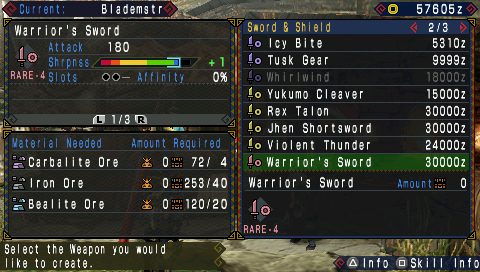 Current: Blademstr
57605z
Warrior's Sword
Attack 180
Shrpnss +1
RARE-4 Slots Affinity 0%
L 1/3 R
Material Needed Amount Required
Carbalite Ore 0 72/ 4
Iron Ore 0 253/40
Bealite Ore 0 120/20
Select the Weapon you would
like to create.
Sword & Shield 2/3
Icy Bite 5310z
Tusk Gear 9999z
Whirlwind 18000z
Yukumo Cleaver 15000z
Rex Talon 30000z
Jhen Shortsword 30000z
Violent Thunder 24000z
Warrior's Sword 30000z
Warrior's Sword Amount 0
RARE-4
Info Skill Info